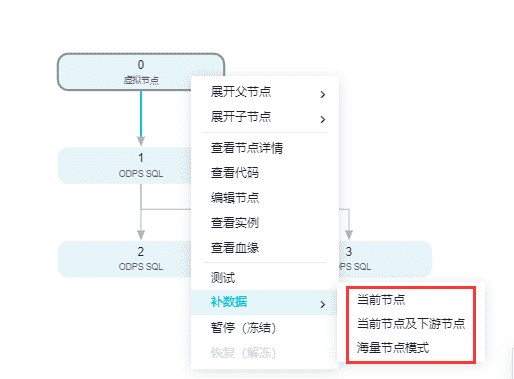 0
虚拟节点
展开父节点
展开子节点
1
ODPS SQL
查看节点详情
查看代码
编辑节点
查看实例
查看血缘
2
ODPS SQL
3
ODPS SQL
测试
补数据
暂停（冻结）
恢复（解冻）
当前节点
当前节点及下游节点
海量节点模式